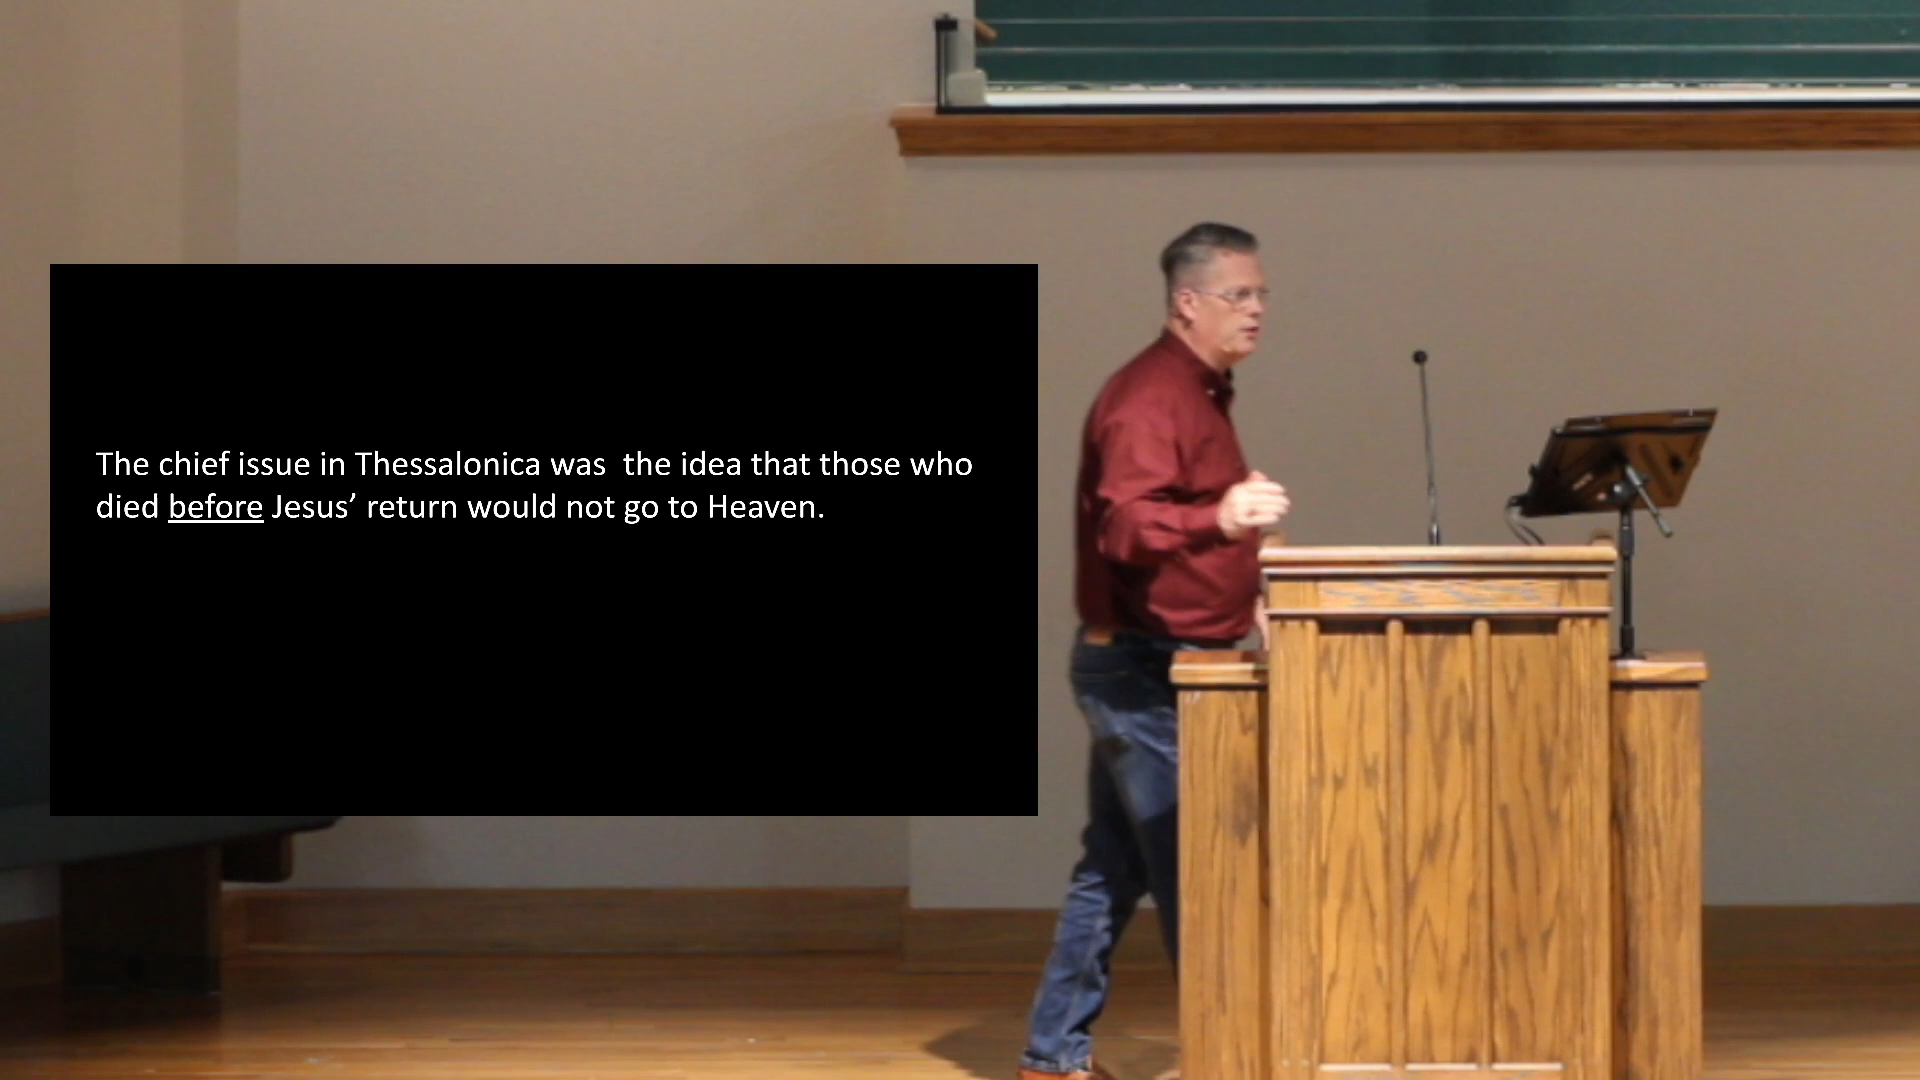 The chief issue in Thessalonica was  the idea that those who
died before Jesus’ return would not go to Heaven.